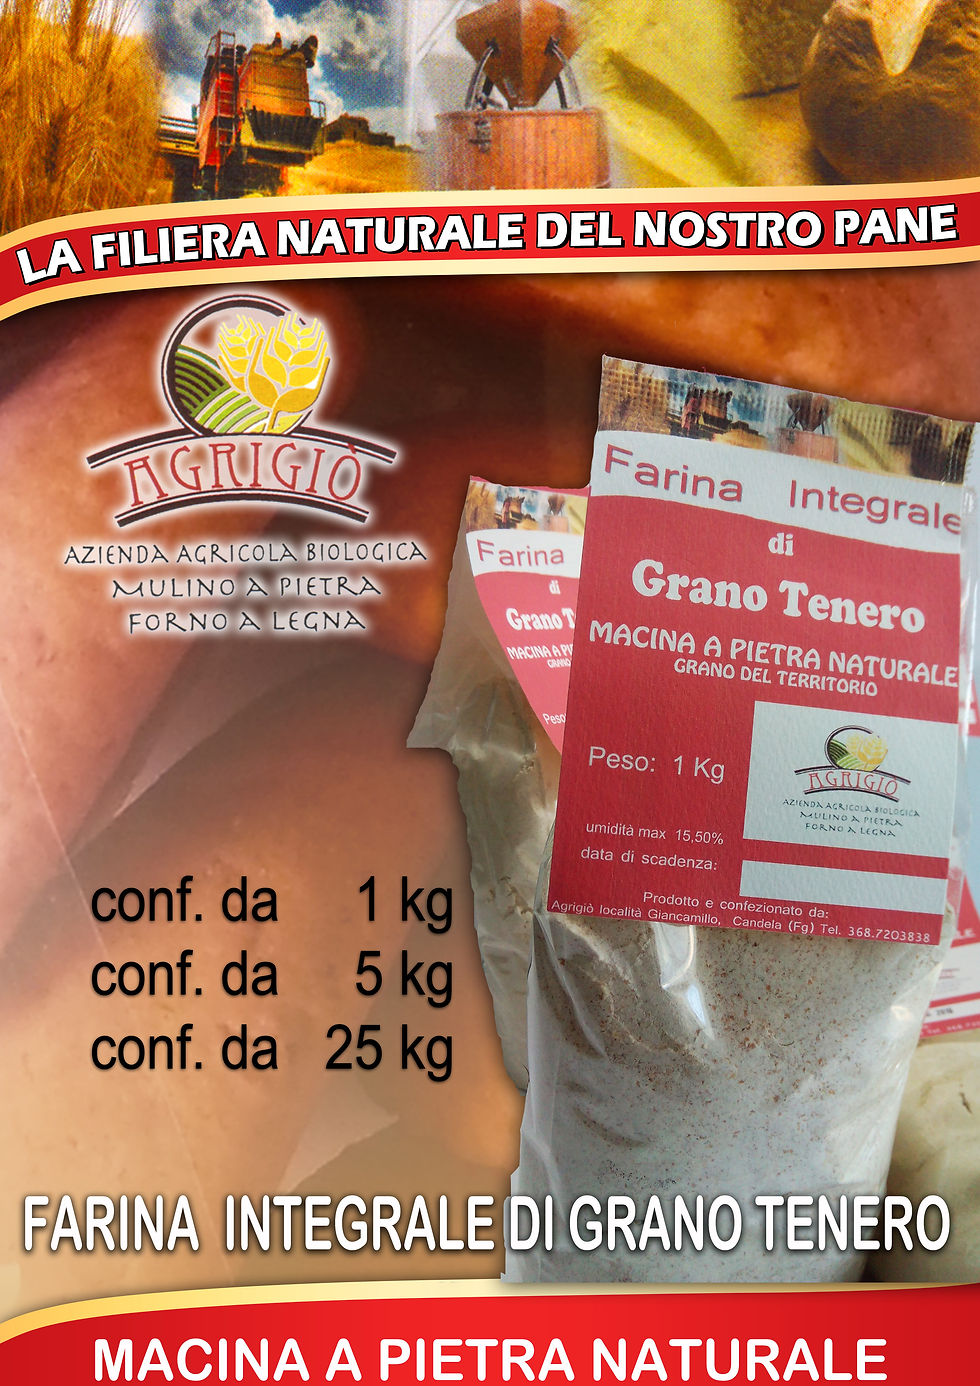 LA FILIERA NATURALE DEL NOSTRO PANE
AGRIGIÒ
AZIENDA AGRICOLA BIOLOGICA
MULINO A PIETRA
FORNO A LEGNA
Farina Integrale
di
Grano Tenero
MACINA A PIETRA NATURALE
GRANO DEL TERRITORIO
Peso: 1 Kg
AGRIGIÒ
AZIENDA AGRICOLA BIOLOGICA
MULINO A PIETRA
FORNO A LEGNA
umidità max 15,50%
data di scadenza:
Prodotto e confezionato da:
Agrigiò località Giancamillo, Candela (Fg) Tel. 368.7203838
Farina
di
Grano T
MACINA A PI
GRANO
Peso
conf. da 1 kg
conf. da 5 kg
conf. da 25 kg
FARINA INTEGRALE DI GRANO TENERO
MACINA A PIETRA NATURALE